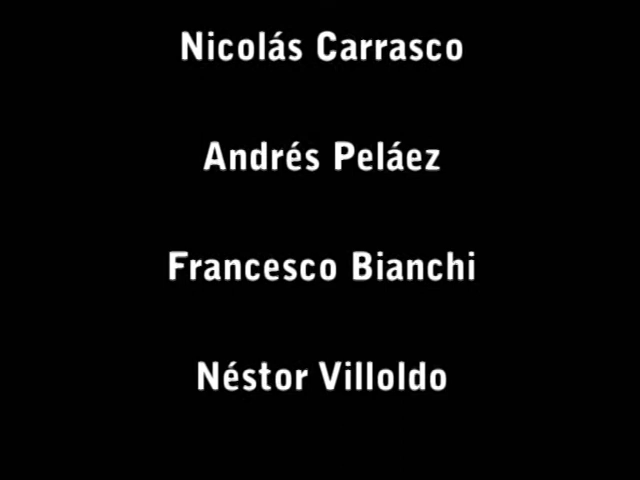 Nicolás Carrasco
Andrés Peláez
Francesco Bianchi
Néstor Villoldo